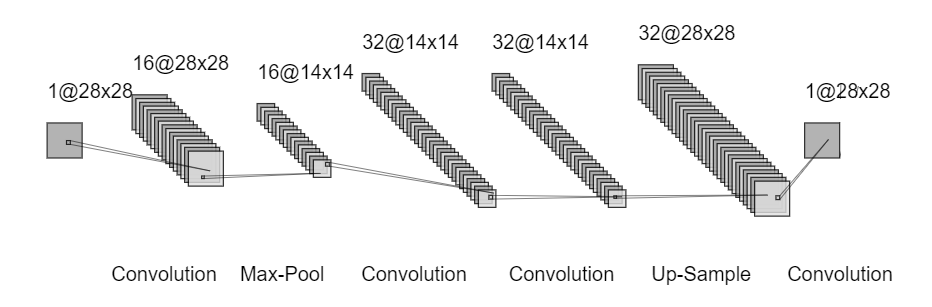 1@28x28
16@28x28
16@14x14
32@14x14
32@14x14
32@28x28
1@28x28
Convolution
Max-Pool
Convolution
Convolution
Up-Sample
Convolution